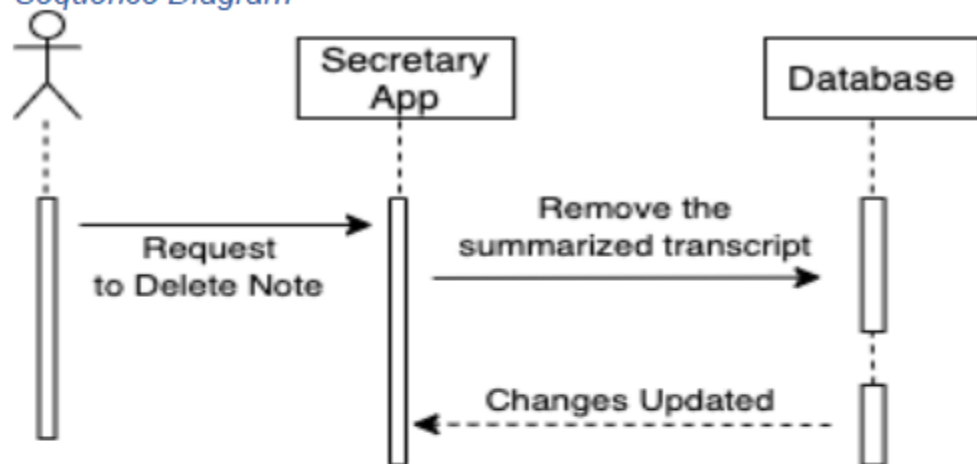 Sequence Diagram
Secretary
App
Database
Request
to Delete Note
Remove the
summarized transcript
Changes Updated